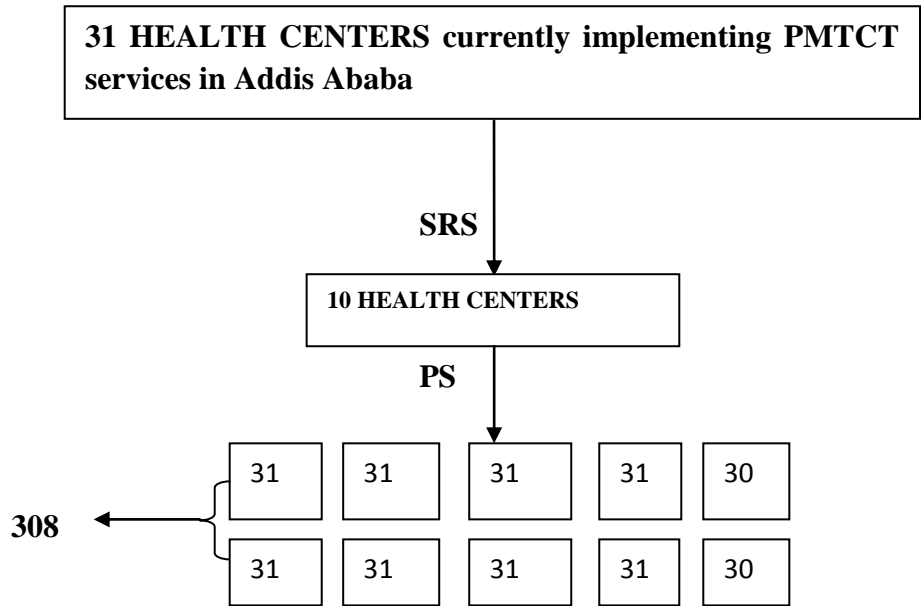 31 HEALTH CENTERS currently implementing PMTCT
services in Addis Ababa
SRS
10 HEALTH CENTERS
PS
31 31 31 31 30
308
31 31 31 31 30